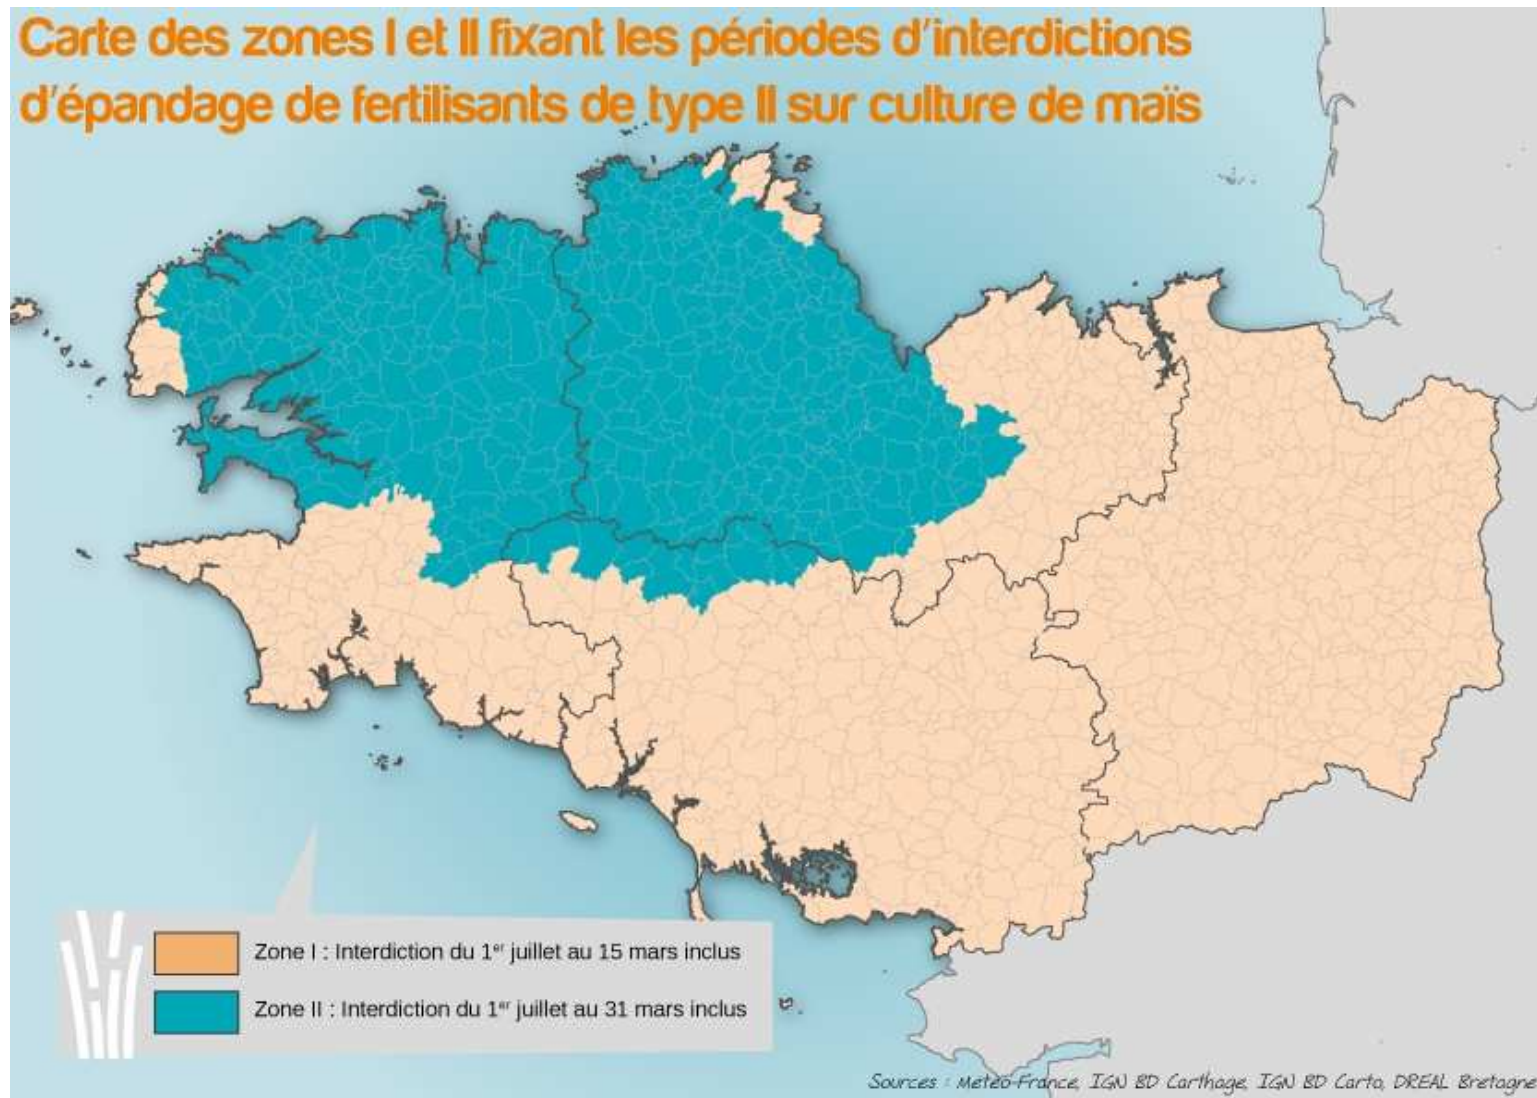 Carte des zones I et II fixant les périodes d'interdictions
d'épandage de fertilisants de type II sur culture de maïs
Zone I : Interdiction du 1er juillet au 15 mars inclus
Zone II : Interdiction du 1er juillet au 31 mars inclus
Sources : Météo-France, IGN BD Carthage, IGN BD Carto, DREAL Bretagne